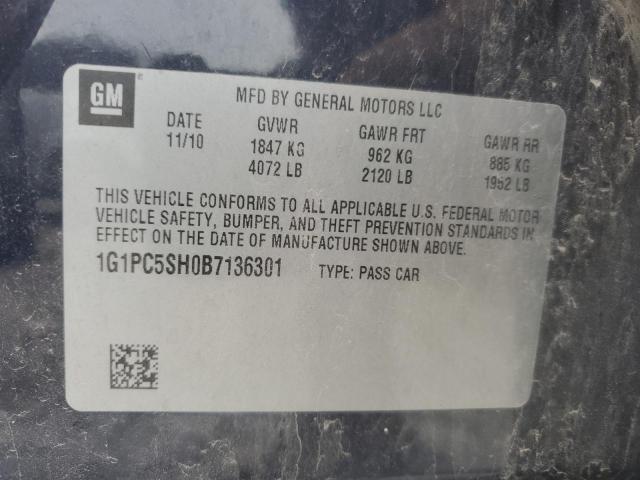 GM
MFD BY GENERAL MOTORS LLC
DATE GVWR GAWR FRT GAWR RR
11/10 1847 KG 962 KG 885 KG
4072 LB 2120 LB 1952 LB
THIS VEHICLE CONFORMS TO ALL APPLICABLE U.S. FEDERAL MOTOR
VEHICLE SAFETY, BUMPER, AND THEFT PREVENTION STANDARDS IN
EFFECT ON THE DATE OF MANUFACTURE SHOWN ABOVE.
1G1PC5SH0B7136301 TYPE: PASS CAR